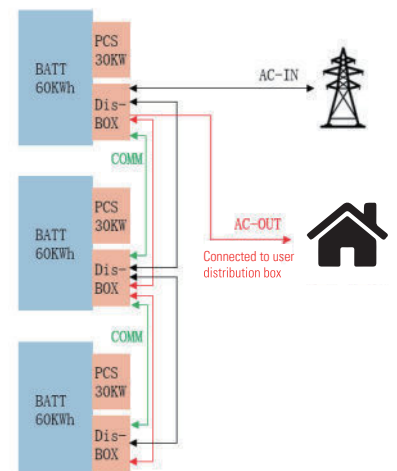 PCS
30KW
BATT
60KWh
Dis-
BOX
AC-IN
COMM
PCS
30KW
BATT
60KWh
Dis-
BOX
AC-OUT
Connected to user
distribution box
COMM
PCS
30KW
BATT
60KWh
Dis-
BOX